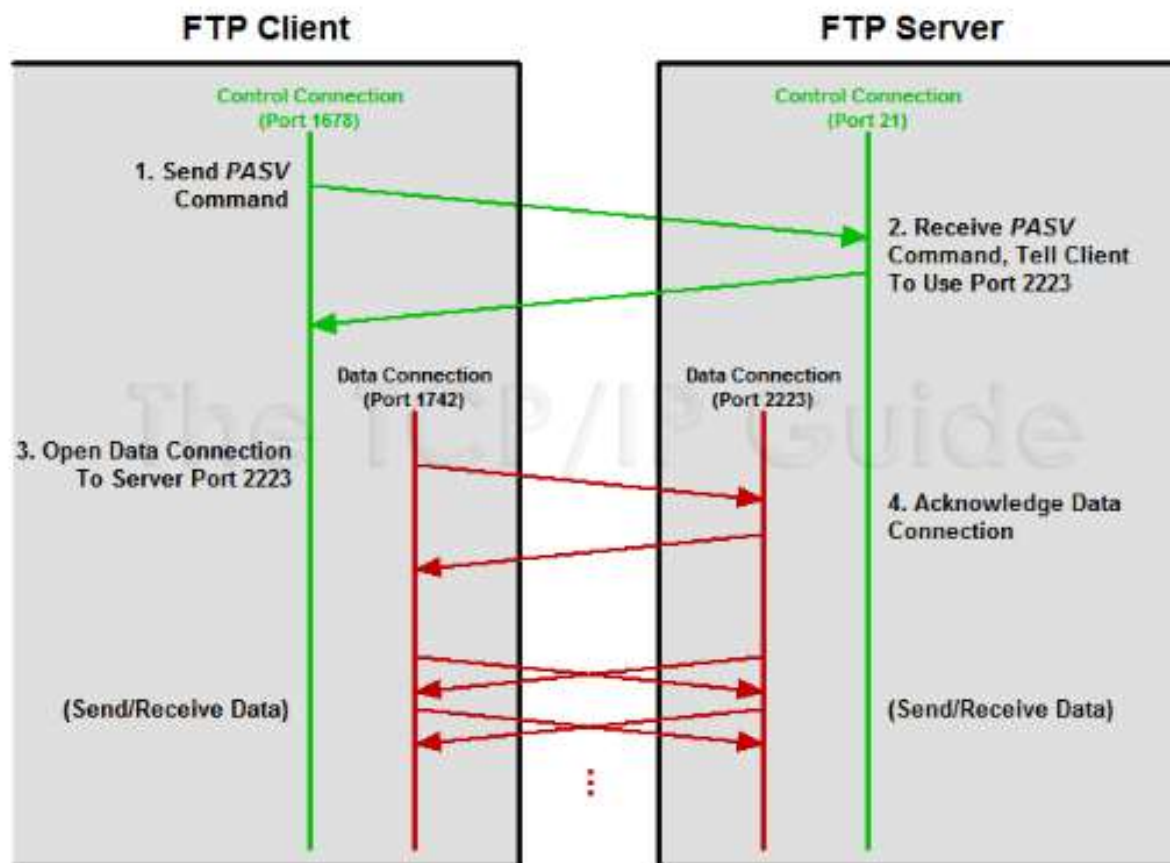 FTP Client
FTP Server
Control Connection
(Port 1678)
Control Connection
(Port 21)
1. Send PASV
Command
2. Receive PASV
Command, Tell Client
To Use Port 2223
Data Connection
(Port 1742)
Data Connection
(Port 2223)
The TCP/IP Guide
3. Open Data Connection
To Server Port 2223
4. Acknowledge Data
Connection
(Send/Receive Data)
(Send/Receive Data)